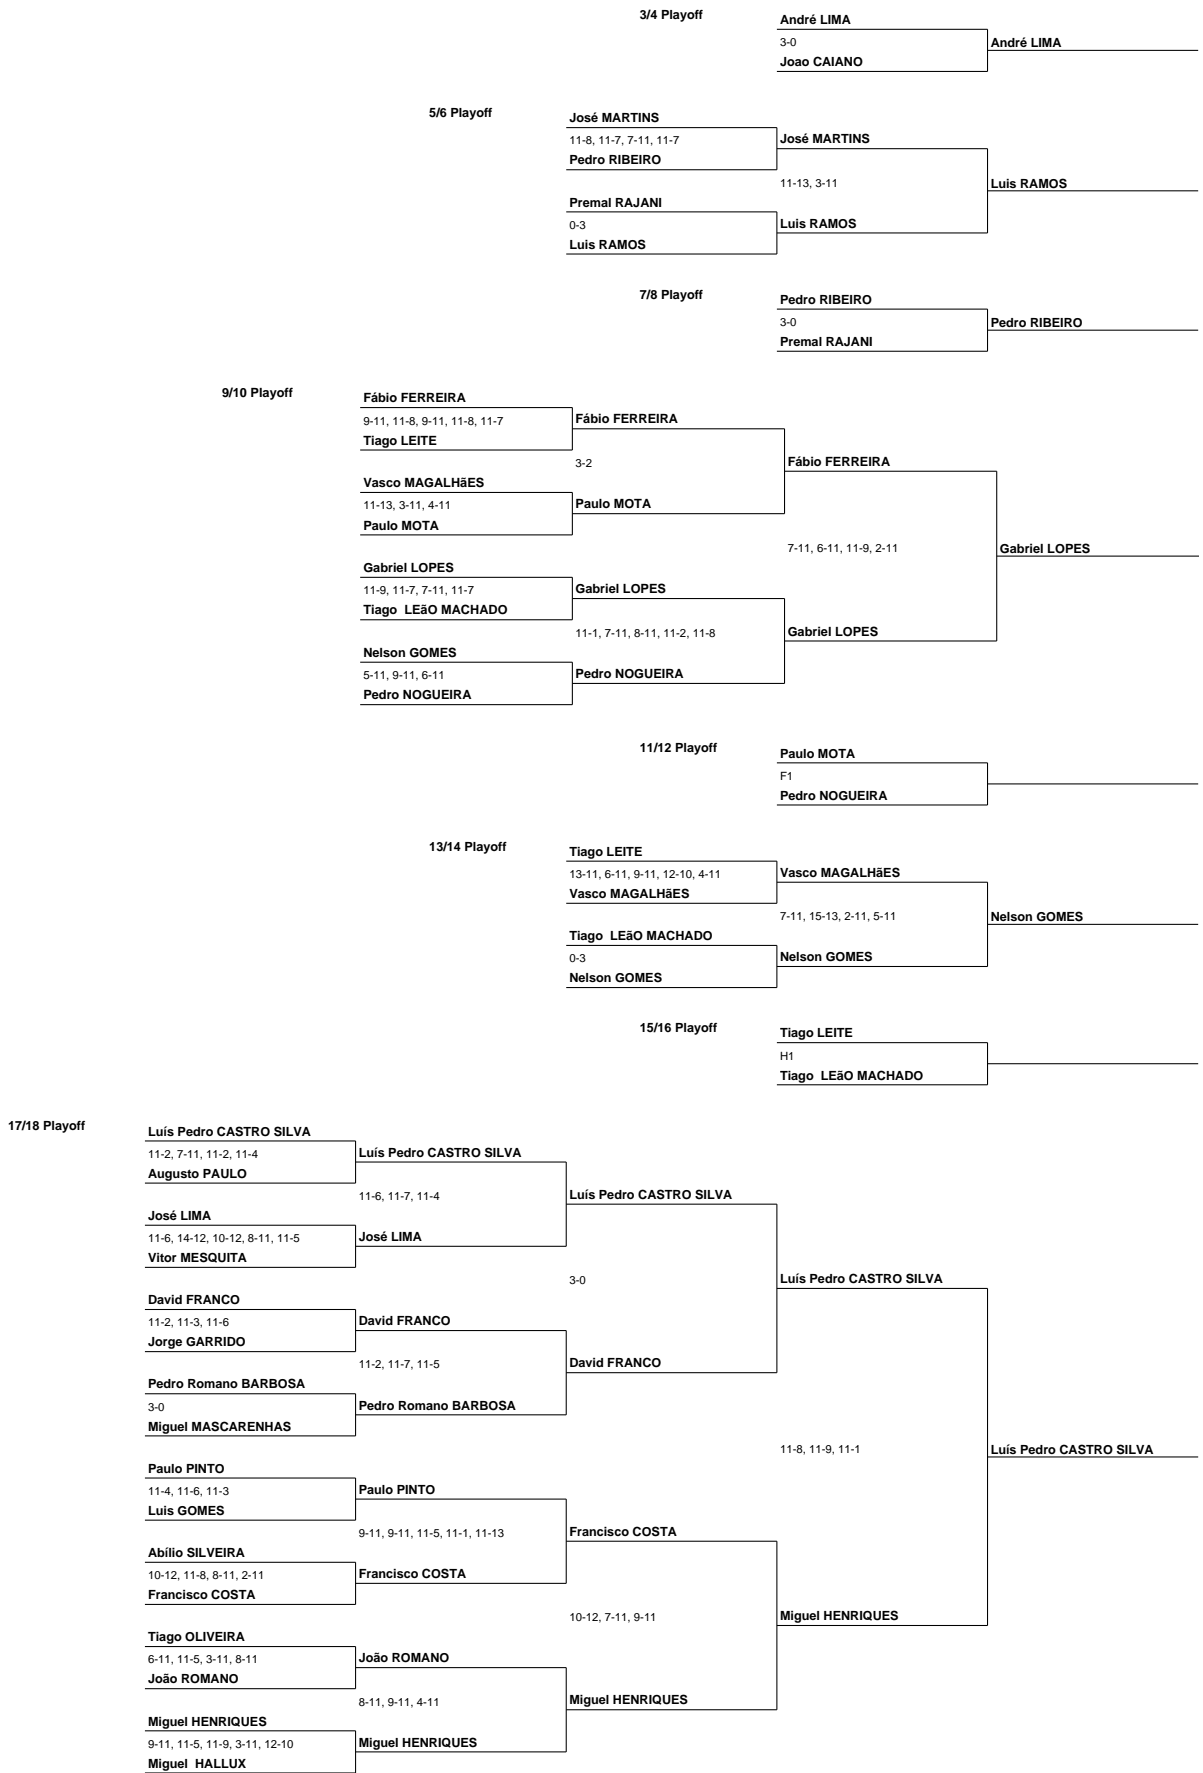 3/4 Playoff
André LIMA
3-0
André LIMA
Joao CAIANO
5/6 Playoff
José MARTINS
11-8, 11-7, 7-11, 11-7
José MARTINS
Pedro RIBEIRO
11-13, 3-11
Luis RAMOS
Premal RAJANI
0-3
Luis RAMOS
Luis RAMOS
7/8 Playoff
Pedro RIBEIRO
3-0
Pedro RIBEIRO
Premal RAJANI
9/10 Playoff
Fábio FERREIRA
9-11, 11-8, 9-11, 11-8, 11-7
Fábio FERREIRA
Tiago LEITE
3-2
Fábio FERREIRA
Vasco MAGALHãES
11-13, 3-11, 4-11
Paulo MOTA
Paulo MOTA
7-11, 6-11, 11-9, 2-11
Gabriel LOPES
Gabriel LOPES
11-9, 11-7, 7-11, 11-7
Gabriel LOPES
Tiago LEãO MACHADO
11-1, 7-11, 8-11, 11-2, 11-8
Gabriel LOPES
Nelson GOMES
5-11, 9-11, 6-11
Pedro NOGUEIRA
Pedro NOGUEIRA
11/12 Playoff
Paulo MOTA
F1
Pedro NOGUEIRA
13/14 Playoff
Tiago LEITE
13-11, 6-11, 9-11, 12-10, 4-11
Vasco MAGALHãES
Vasco MAGALHãES
7-11, 15-13, 2-11, 5-11
Nelson GOMES
Tiago LEãO MACHADO
0-3
Nelson GOMES
Nelson GOMES
15/16 Playoff
Tiago LEITE
H1
Tiago LEãO MACHADO
17/18 Playoff
Luís Pedro CASTRO SILVA
11-2, 7-11, 11-2, 11-4
Luís Pedro CASTRO SILVA
Augusto PAULO
11-6, 11-7, 11-4
Luís Pedro CASTRO SILVA
José LIMA
11-6, 14-12, 10-12, 8-11, 11-5
José LIMA
Vitor MESQUITA
3-0
Luís Pedro CASTRO SILVA
David FRANCO
11-2, 11-3, 11-6
David FRANCO
Jorge GARRIDO
11-2, 11-7, 11-5
David FRANCO
Pedro Romano BARBOSA
3-0
Pedro Romano BARBOSA
Miguel MASCARENHAS
11-8, 11-9, 11-1
Luís Pedro CASTRO SILVA
Paulo PINTO
11-4, 11-6, 11-3
Paulo PINTO
Luis GOMES
9-11, 9-11, 11-5, 11-1, 11-13
Francisco COSTA
Abílio SILVEIRA
10-12, 11-8, 8-11, 2-11
Francisco COSTA
Francisco COSTA
10-12, 7-11, 9-11
Miguel HENRIQUES
Tiago OLIVEIRA
6-11, 11-5, 3-11, 8-11
João ROMANO
João ROMANO
8-11, 9-11, 4-11
Miguel HENRIQUES
Miguel HENRIQUES
9-11, 11-5, 11-9, 3-11, 12-10
Miguel HENRIQUES
Miguel HALLUX